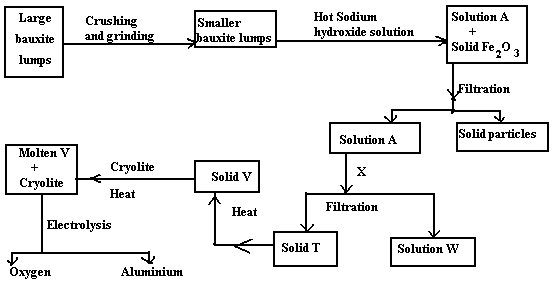 Large
bauxite
lumps
Crushing
and grinding
Smaller
bauxite lumps
Hot Sodium
hydroxide solution
Solution A
+
Solid Fe2O3
Filtration
Solution A
Solid particles
X
Filtration
Solid T
Solution W
Heat
Solid V
Cryolite
Heat
Molten V
+
Cryolite
Electrolysis
Oxygen
Aluminium